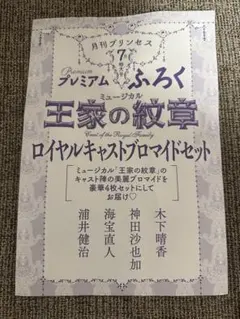 月刊プリンセス
7
Premium
プレミアムふろく
ミュージカル
王家の紋章
Crest of the Royal Family
ロイヤルキャストブロマイドセット
ミュージカル「王家の紋章」の
キャスト陣の美麗ブロマイドを
豪華4枚セットにして
お届け♡
木下晴香
神田沙也加
海宝直人
浦井健治